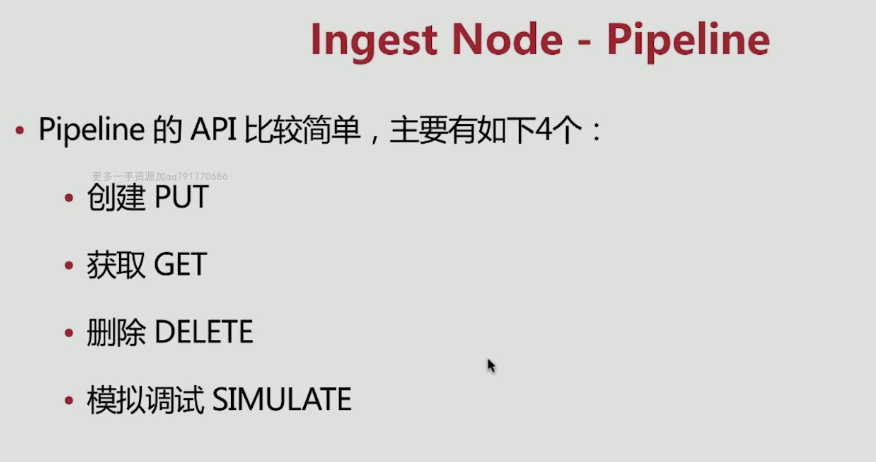 Ingest Node - Pipeline
• Pipeline 的 API 比较简单，主要有如下4个：
更多一手资源加qq791770686
• 创建 PUT
• 获取 GET
• 删除 DELETE
• 模拟调试 SIMULATE